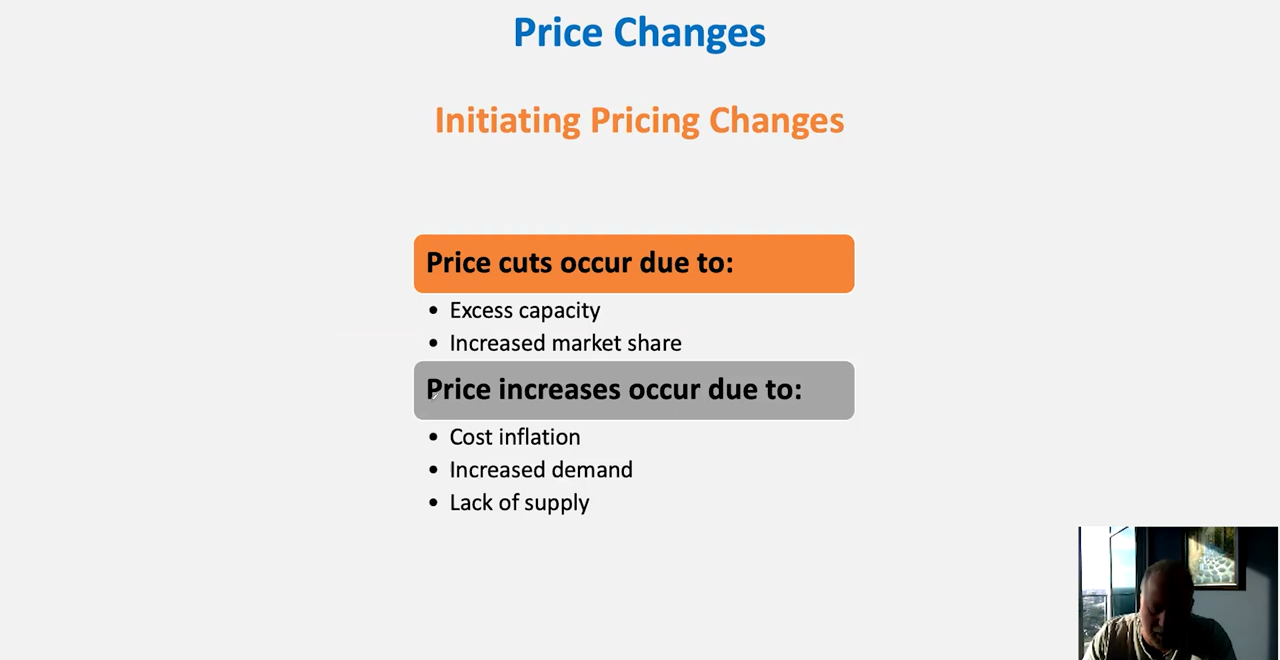 Price Changes
Initiating Pricing Changes
Price cuts occur due to:
• Excess capacity
• Increased market share
Price increases occur due to:
• Cost inflation
• Increased demand
• Lack of supply